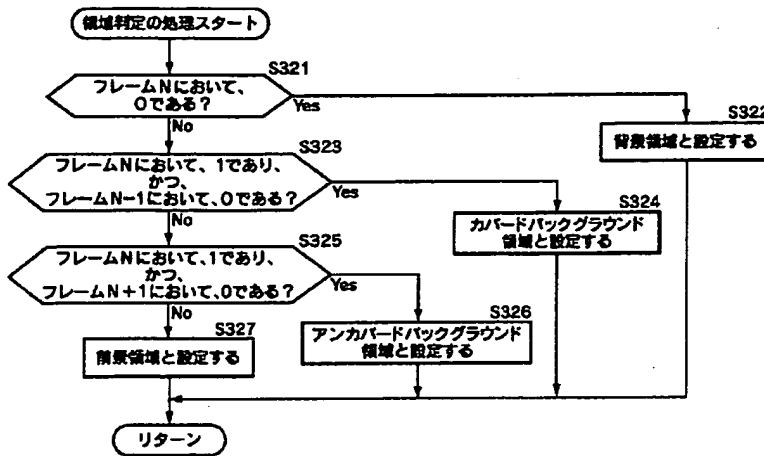 領域判定の処理スタート
S321
フレームNにおいて、
0である?
Yes
No
S322
背景領域と設定する
S323
フレームNにおいて、1であり、
かつ、
フレームN-1において、0である?
Yes
No
S324
カバードバックグラウンド
領域と設定する
S325
フレームNにおいて、1であり、
かつ、
フレームN+1において、0である?
Yes
No
S326
アンカバードバックグラウンド
領域と設定する
S327
前景領域と設定する
リターン